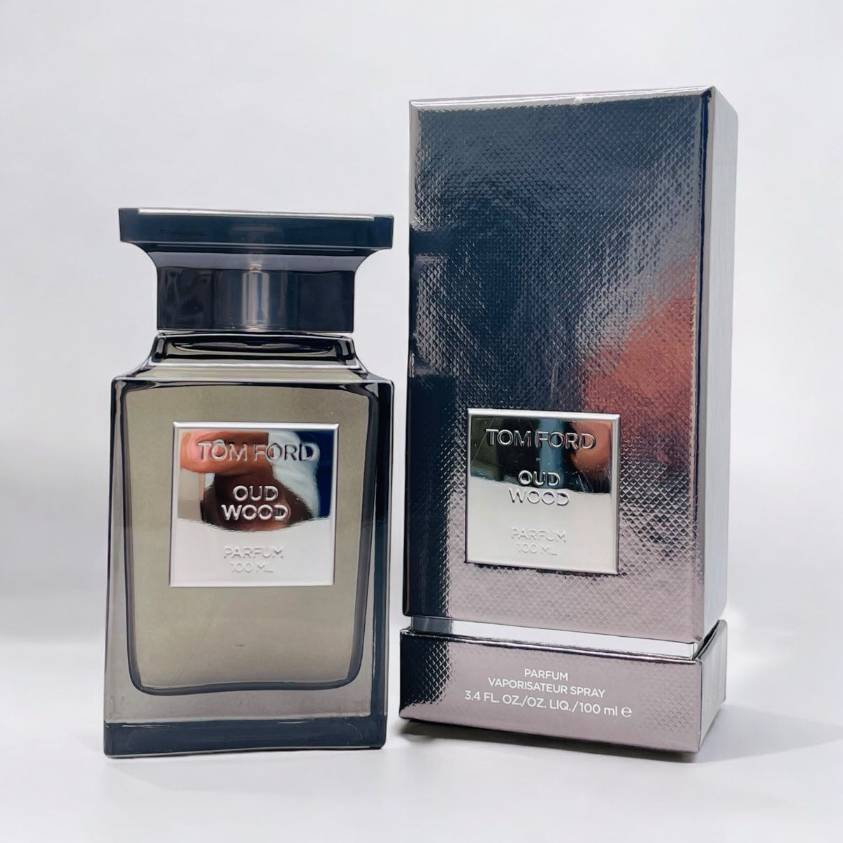 TOM FORD
OUD
WOOD
PARFUM
100 ML
TOM FORD
OUD
WOOD
PARFUM
100 ML
PARFUM
VAPORISATEUR SPRAY
3.4 FL. OZ./OZ. LIQ./100 ml ℮